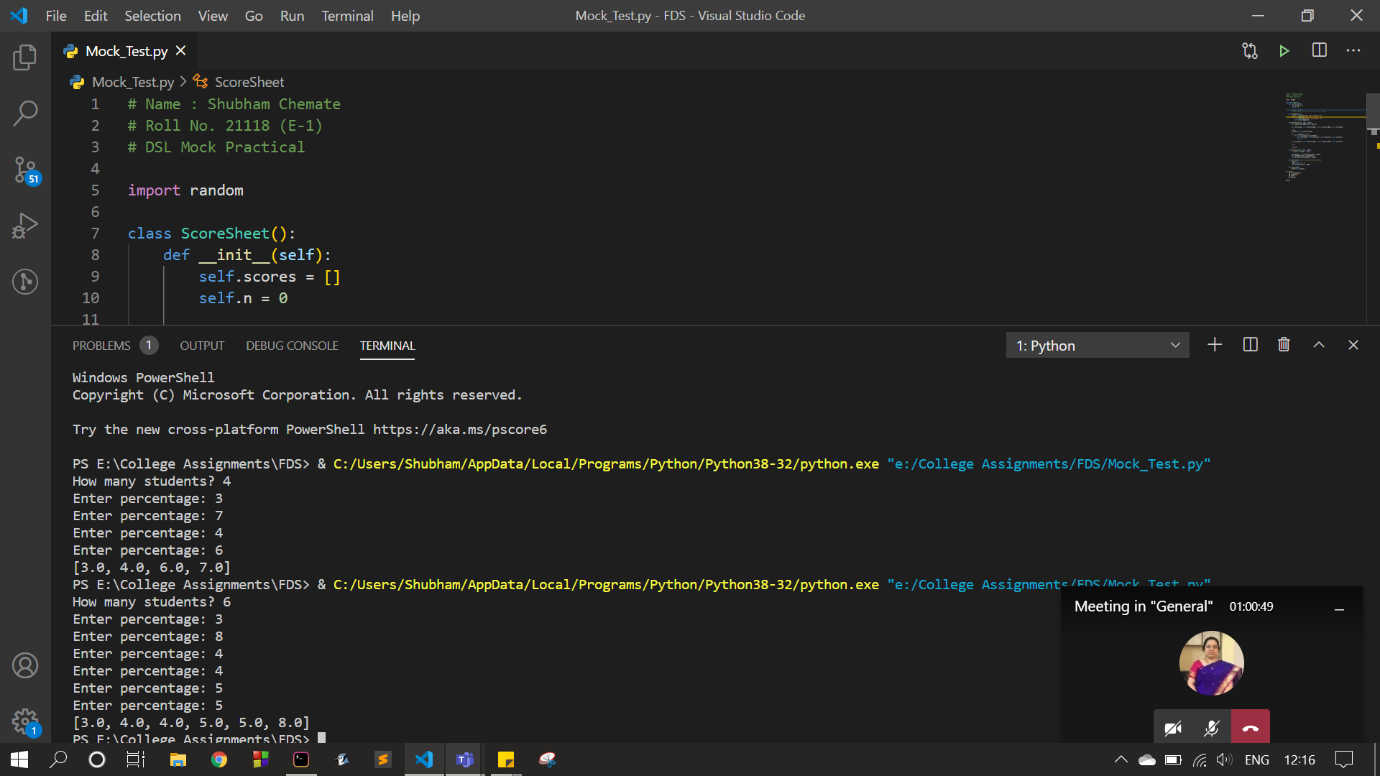 File Edit Selection View Go Run Terminal Help Mock_Test.py - FDS - Visual Studio Code
Mock_Test.py
Mock_Test.py > ScoreSheet
1 # Name : Shubham Chemate
2 # Roll No. 21118 (E-1)
3 # DSL Mock Practical
4
5 import random
6
7 class ScoreSheet():
8 def __init__(self):
9 self.scores = []
10 self.n = 0
11
51
1
PROBLEMS 1 OUTPUT DEBUG CONSOLE TERMINAL 1: Python
Windows PowerShell
Copyright (C) Microsoft Corporation. All rights reserved.
Try the new cross-platform PowerShell https://aka.ms/pscore6
PS E:\College Assignments\FDS> & C:/Users/Shubham/AppData/Local/Programs/Python/Python38-32/python.exe "e:/College Assignments/FDS/Mock_Test.py"
How many students? 4
Enter percentage: 3
Enter percentage: 7
Enter percentage: 4
Enter percentage: 6
[3.0, 4.0, 6.0, 7.0]
PS E:\College Assignments\FDS> & C:/Users/Shubham/AppData/Local/Programs/Python/Python38-32/python.exe "e:/College Assignments/FDS/Mock_Test.py"
How many students? 6
Enter percentage: 3
Enter percentage: 8
Enter percentage: 4
Enter percentage: 4
Enter percentage: 5
Enter percentage: 5
[3.0, 4.0, 4.0, 5.0, 5.0, 8.0]
PS E:\College Assignments\FDS>
Meeting in "General" 01:00:49
ENG 12:16